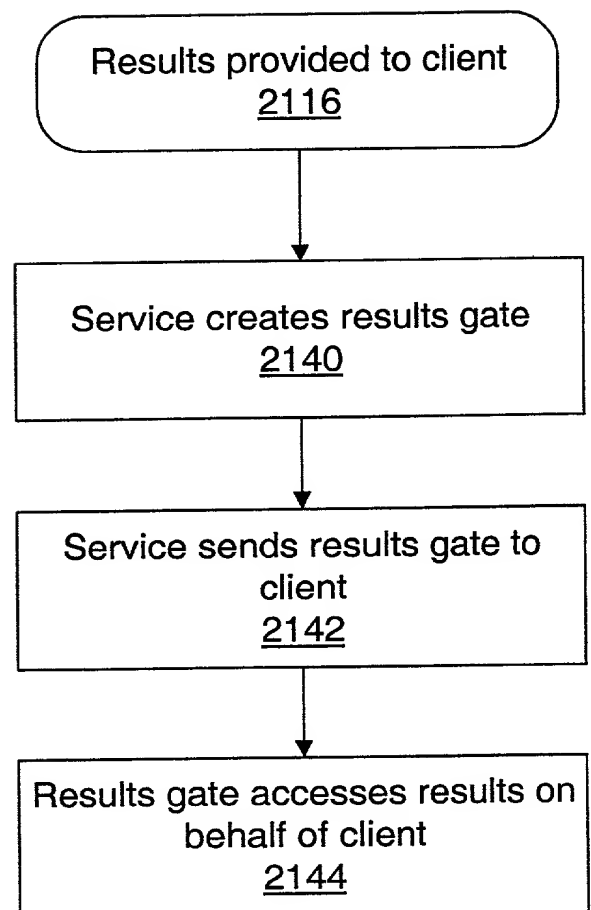 Results provided to client
2116
Service creates results gate
2140
Service sends results gate to
client
2142
Results gate accesses results on
behalf of client
2144